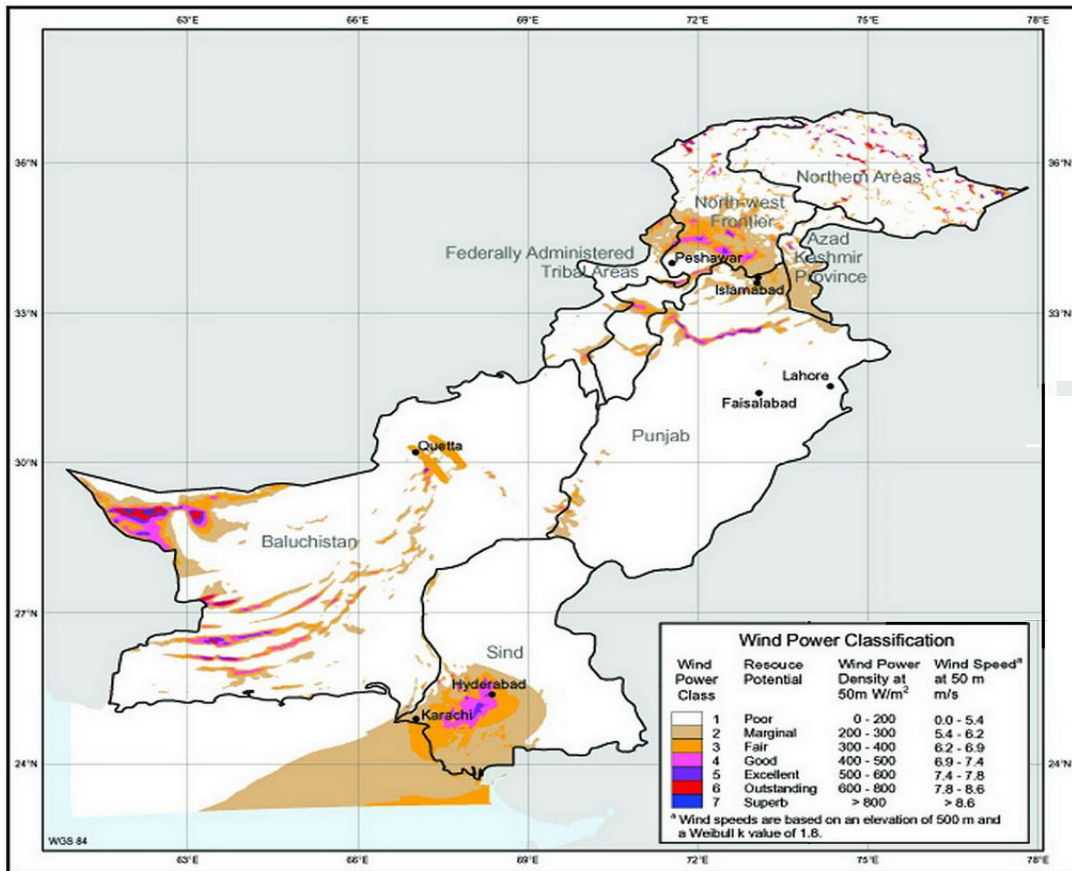 63°E 66°E 69°E 72°E 75°E 78°E
36°N 36°N
Northern Areas
North-west
Frontier
Azad
Kashmir
Province
Federally Administered
Tribal Areas
Peshawar
Islamabad
33°N 33°N
Lahore
Faisalabad
Punjab
Quetta
30°N 30°N
Baluchistan
27°N 27°N
Sind
Hyderabad
Karachi
24°N 24°N
Wind Power Classification
Wind Power Class Resouce Potential Wind Power Density at 50m W/m² Wind Speedª at 50 m m/s
1 Poor 0 - 200 0.0 - 5.4
2 Marginal 200 - 300 5.4 - 6.2
3 Fair 300 - 400 6.2 - 6.9
4 Good 400 - 500 6.9 - 7.4
5 Excellent 500 - 600 7.4 - 7.8
6 Outstanding 600 - 800 7.8 - 8.6
7 Superb > 800 > 8.6
ª Wind speeds are based on an elevation of 500 m and
a Weibull k value of 1.8.
WGS 84
63°E 66°E 69°E 72°E 75°E 78°E